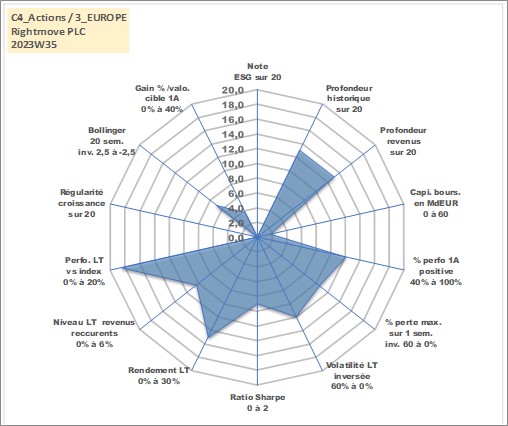 C4_Actions / 3_EUROPE
Rightmove PLC
2023W35
Note
ESG sur 20
Profondeur
historique
sur 20
Profondeur
revenus
sur 20
Capi. bours.
en MdEUR
0 à 60
% perfo 1A
positive
40% à 100%
% perte max.
sur 1 sem.
inv. 60 à 0%
Volatilité LT
inversée
60% à 0%
Ratio Sharpe
0 à 2
Rendement LT
0% à 30%
Niveau LT revenus
reccurents
0% à 6%
Perfo. LT
vs index
0% à 20%
Régularité
croissance
sur 20
Bollinger
20 sem.
inv. 2,5 à -2,5
Gain % /valo.
cible 1A
0% à 40%
20,0
18,0
16,0
14,0
12,0
10,0
8,0
6,0
4,0
2,0
0,0